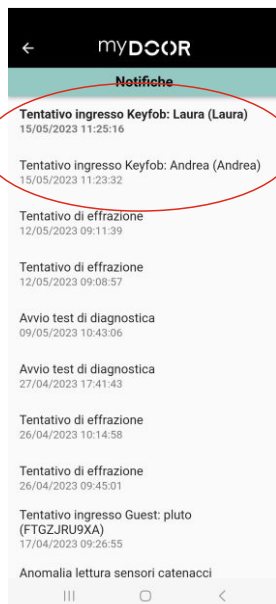 myDOOR
Notifiche
Tentativo ingresso Keyfob: Laura (Laura)
15/05/2023 11:25:16
Tentativo ingresso Keyfob: Andrea (Andrea)
15/05/2023 11:23:32
Tentativo di effrazione
12/05/2023 09:11:39
Tentativo di effrazione
12/05/2023 09:08:57
Avvio test di diagnostica
09/05/2023 10:43:06
Avvio test di diagnostica
27/04/2023 17:41:43
Tentativo di effrazione
26/04/2023 10:14:58
Tentativo di effrazione
26/04/2023 09:45:01
Tentativo ingresso Guest: pluto
(FTGZJRU9XA)
17/04/2023 09:26:55
Anomalia lettura sensori catenacci